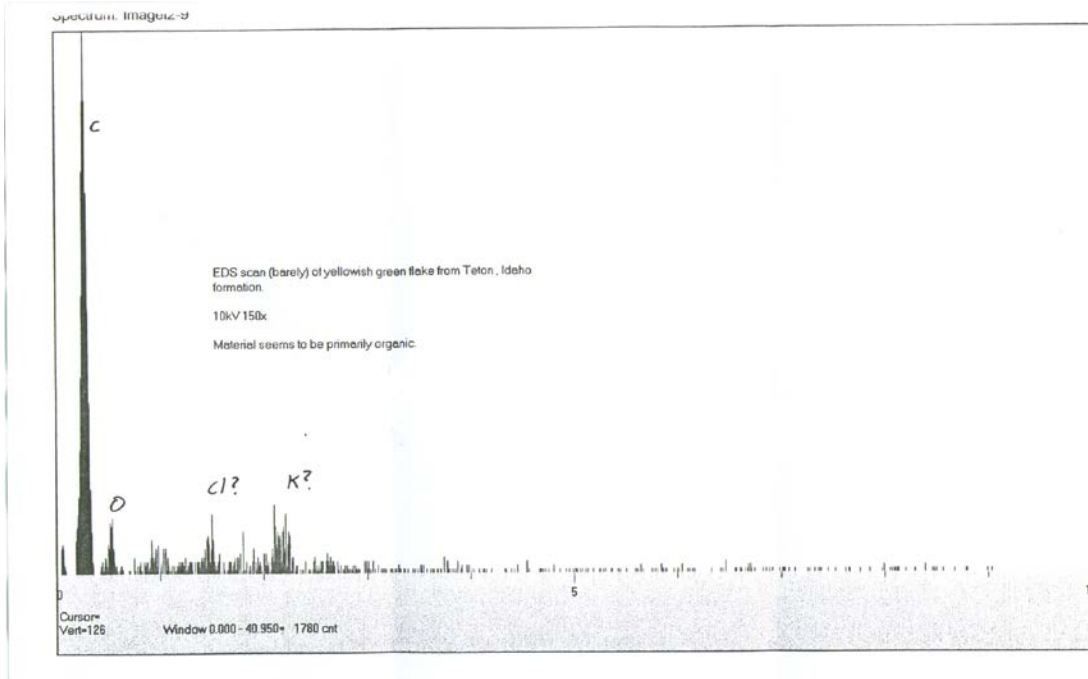 Spectrum: Image12-9
C
EDS scan (barely) of yellowish green flake from Teton, Idaho
formation.
10kV 150x
Material seems to be primarily organic.
Cl?
K?
O
0
5
1
Cursor=
Vert=126
Window 0.000 - 40.950= 1780 cnt